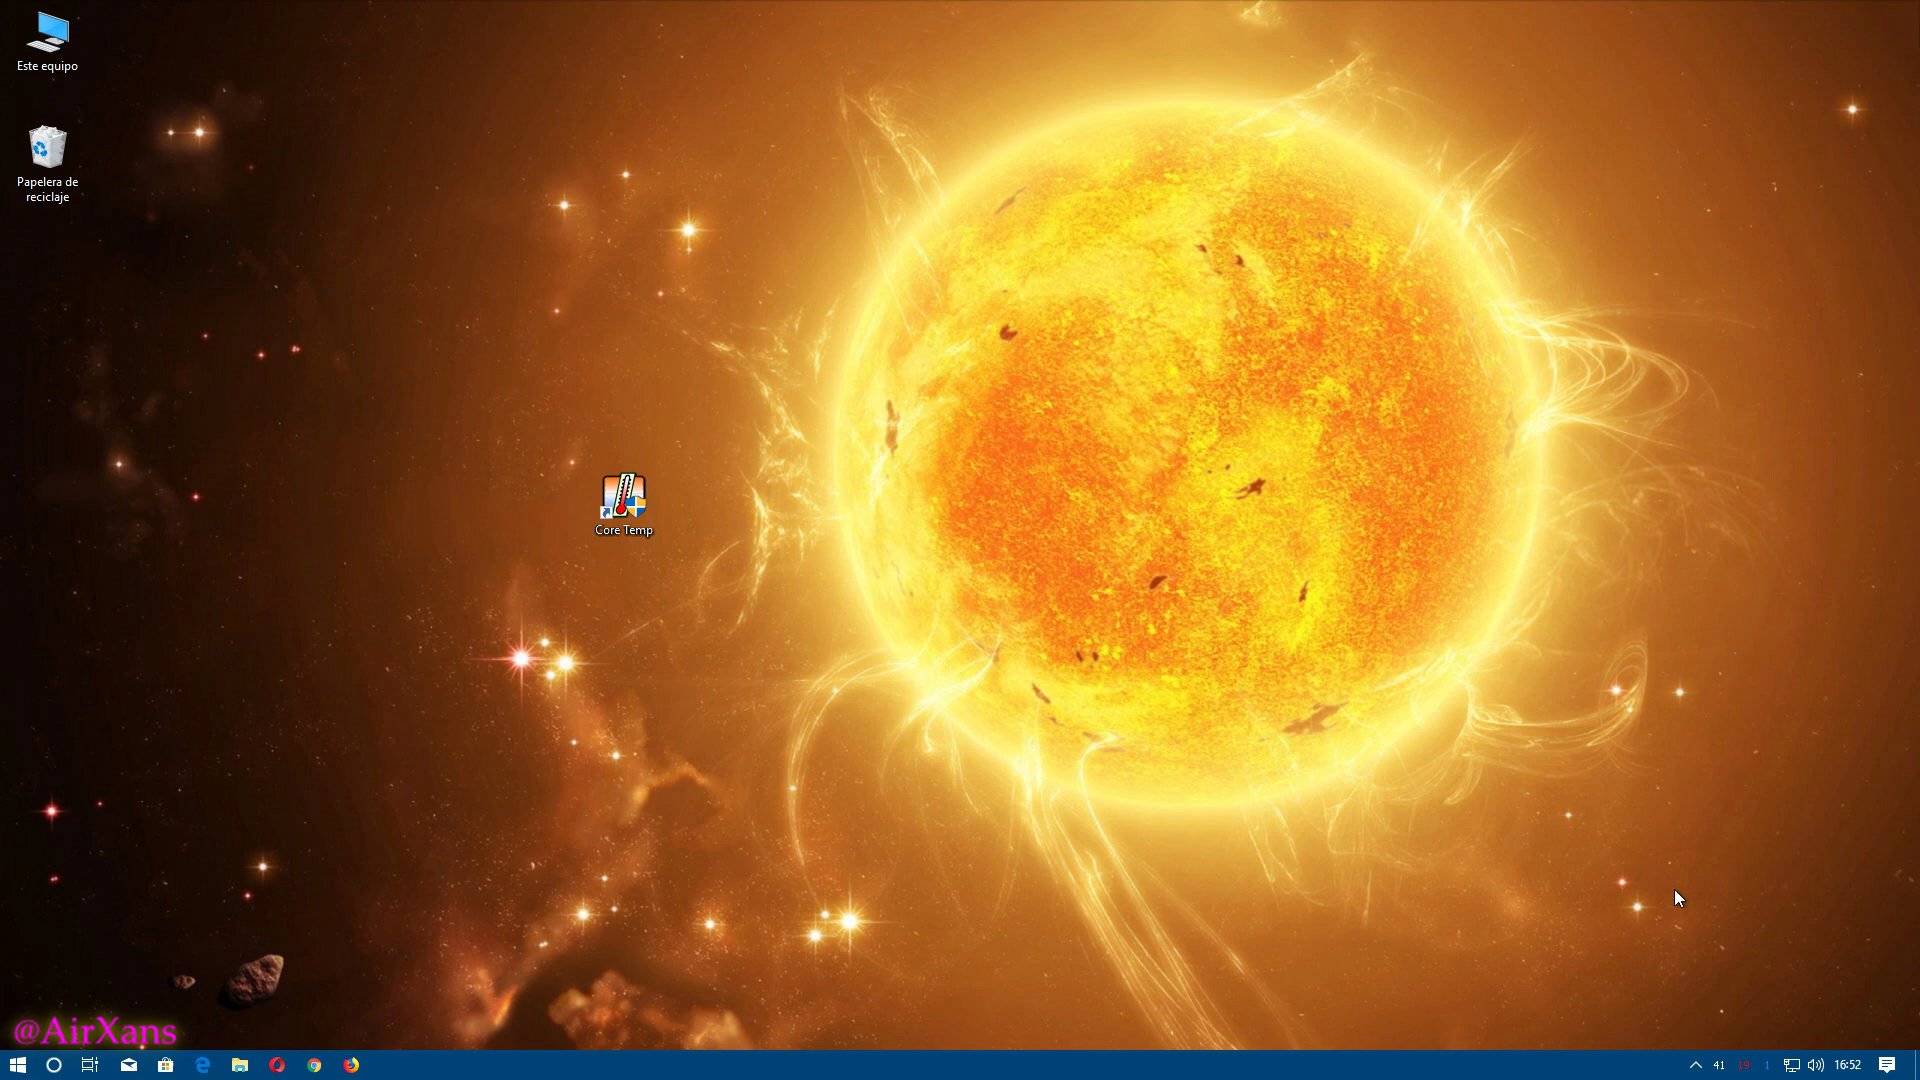 Este equipo
Papelera de
reciclaje
Core Temp
@AirXans
41 19 1 16:52